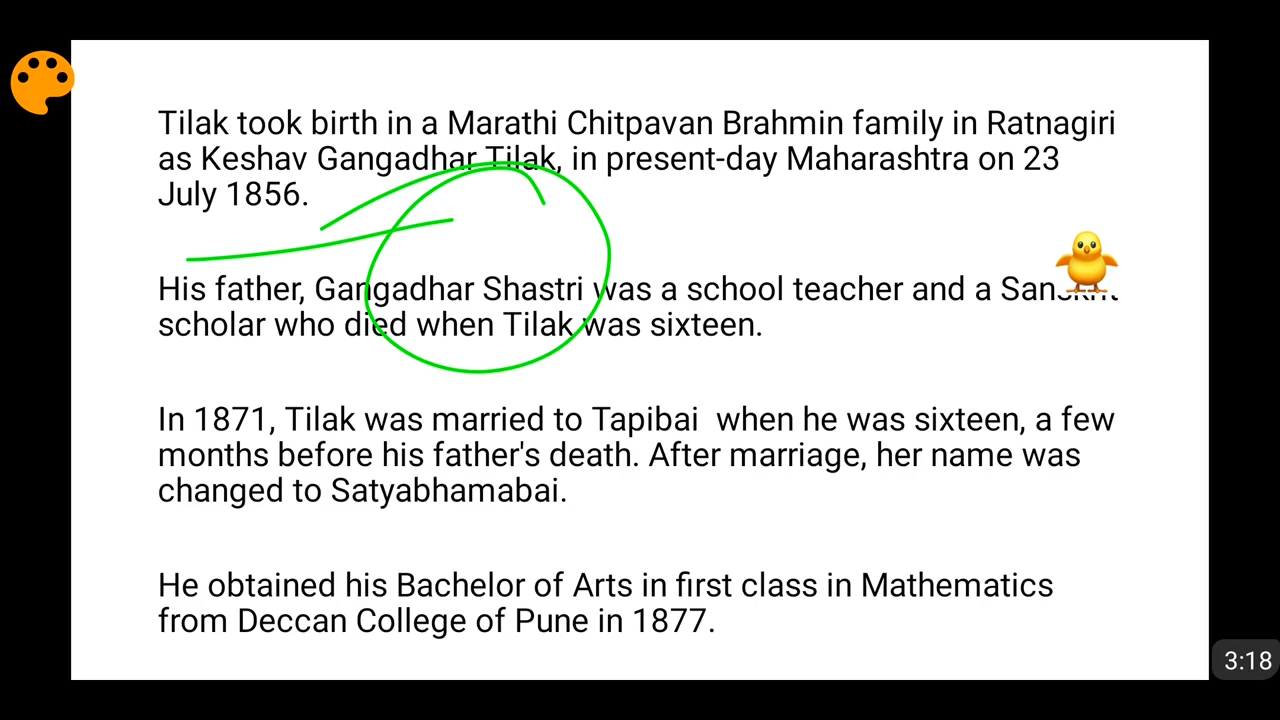 Tilak took birth in a Marathi Chitpavan Brahmin family in Ratnagiri
as Keshav Gangadhar Tilak, in present-day Maharashtra on 23
July 1856.
His father, Gangadhar Shastri was a school teacher and a Sanskrit
scholar who died when Tilak was sixteen.
In 1871, Tilak was married to Tapibai when he was sixteen, a few
months before his father's death. After marriage, her name was
changed to Satyabhamabai.
He obtained his Bachelor of Arts in first class in Mathematics
from Deccan College of Pune in 1877.
3:18